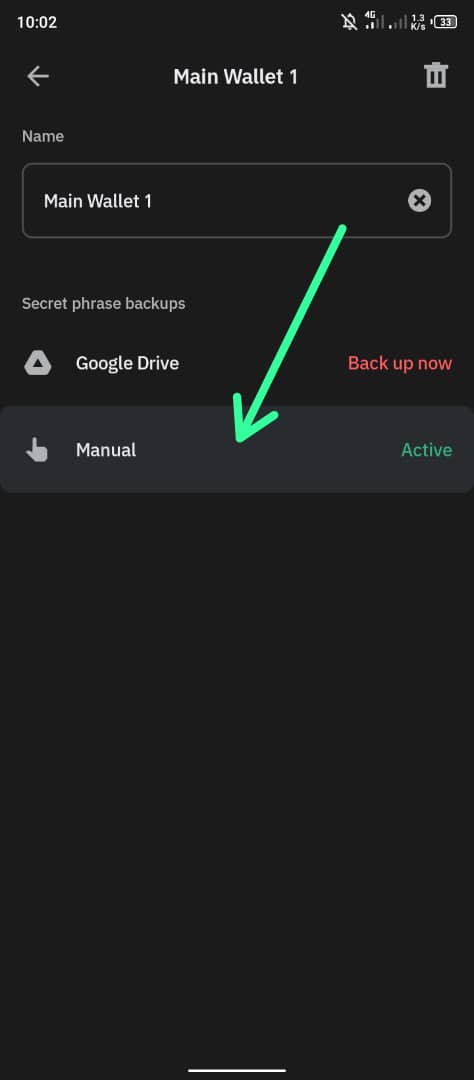 10:02
4G
1.3
K/s
33
Main Wallet 1
Name
Main Wallet 1
Secret phrase backups
Google Drive Back up now
Manual Active